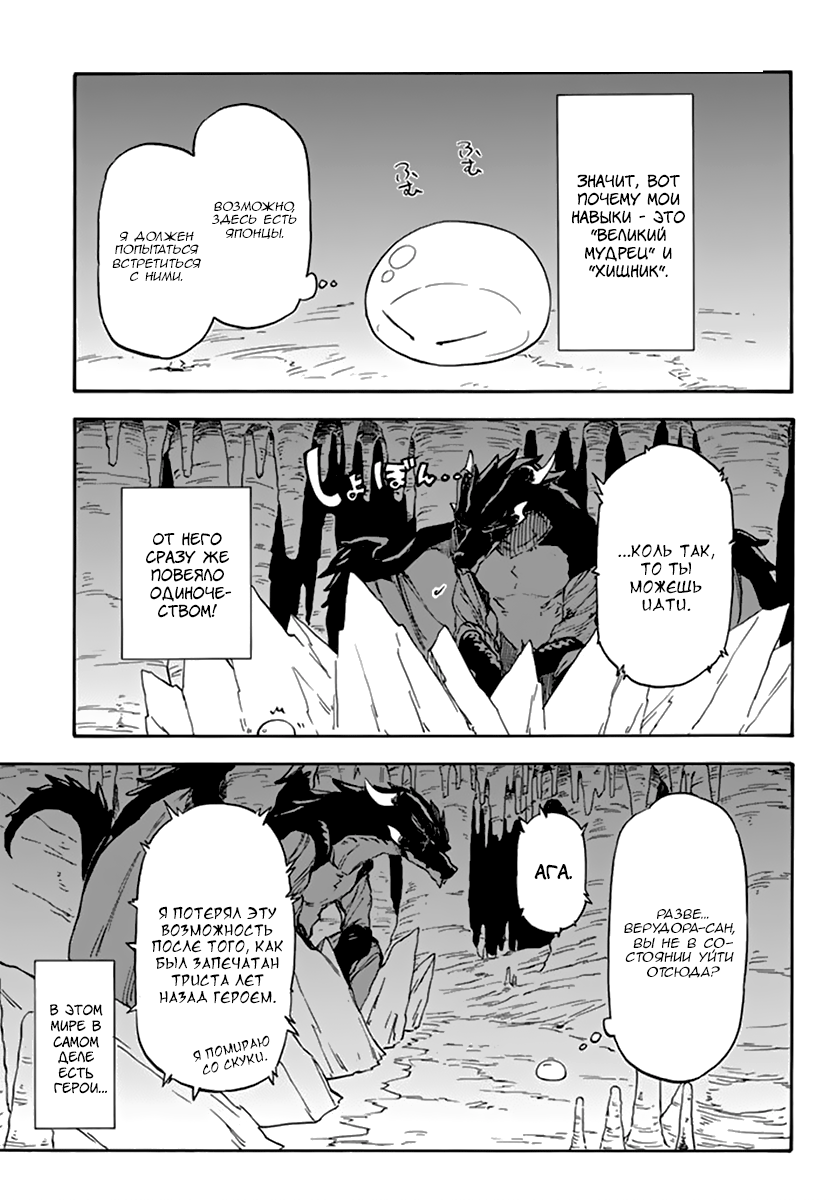 ЗНАЧИТ, ВОТ
ПОЧЕМУ МОИ
НАВЫКИ - ЭТО
"ВЕЛИКИЙ
МУДРЕЦ" И
"ХИЩНИК".
ふむ
ふむ
ВОЗМОЖНО,
ЗДЕСЬ ЕСТЬ
ЯПОНЦЫ.
Я ДОЛЖЕН
ПОПЫТАТЬСЯ
ВСТРЕТИТЬСЯ
С НИМИ.
...КОЛЬ ТАК,
ТО ТЫ
МОЖЕШЬ
ИДТИ.
しょぼん...
ОТ НЕГО
СРАЗУ ЖЕ
ПОВЕЯЛО
ОДИНОЧЕ-
СТВОМ!
РАЗВЕ...
ВЕРУДОРА-САН,
ВЫ НЕ В СО-
СТОЯНИИ УЙТИ
ОТСЮДА?
АГА.
Я ПОТЕРЯЛ ЭТУ
ВОЗМОЖНОСТЬ
ПОСЛЕ ТОГО, КАК
БЫЛ ЗАПЕЧАТАН
ТРИСТА ЛЕТ
НАЗАД ГЕРОЕМ.
Я ПОМИРАЮ
СО СКУКИ.
В ЭТОМ
МИРЕ В
САМОМ
ДЕЛЕ
ЕСТЬ
ГЕРОИ...